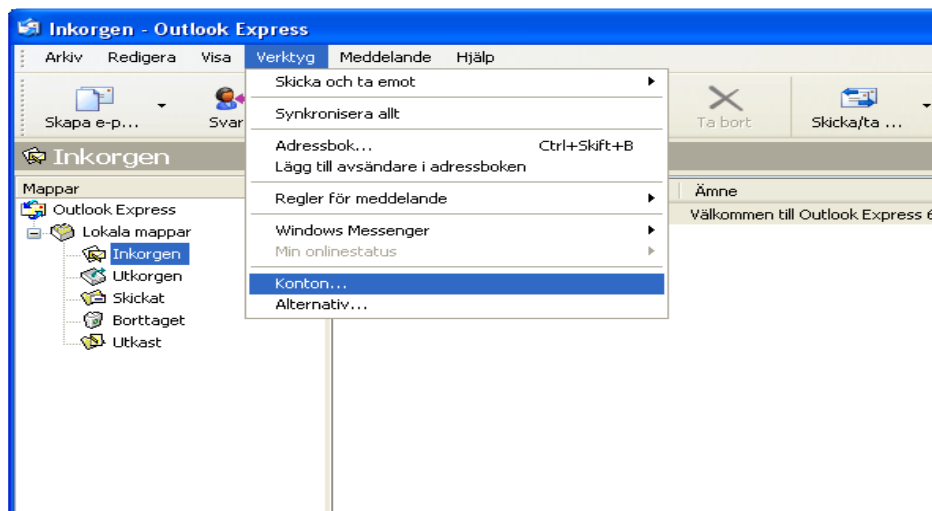 Inkorgen - Outlook Express
Arkiv Redigera Visa Verktyg Meddelande Hjälp
Skapa e-p... Svar Ta bort Skicka/ta ...
Skicka och ta emot
Synkronisera allt
Adressbok... Ctrl+Skift+B
Lägg till avsändare i adressboken
Regler för meddelande
Windows Messenger
Min onlinestatus
Konton...
Alternativ...
Inkorgen
Mappar
Outlook Express
Lokala mappar
Inkorgen
Utkorgen
Skickat
Borttaget
Utkast
Ämne
Välkommen till Outlook Express 6